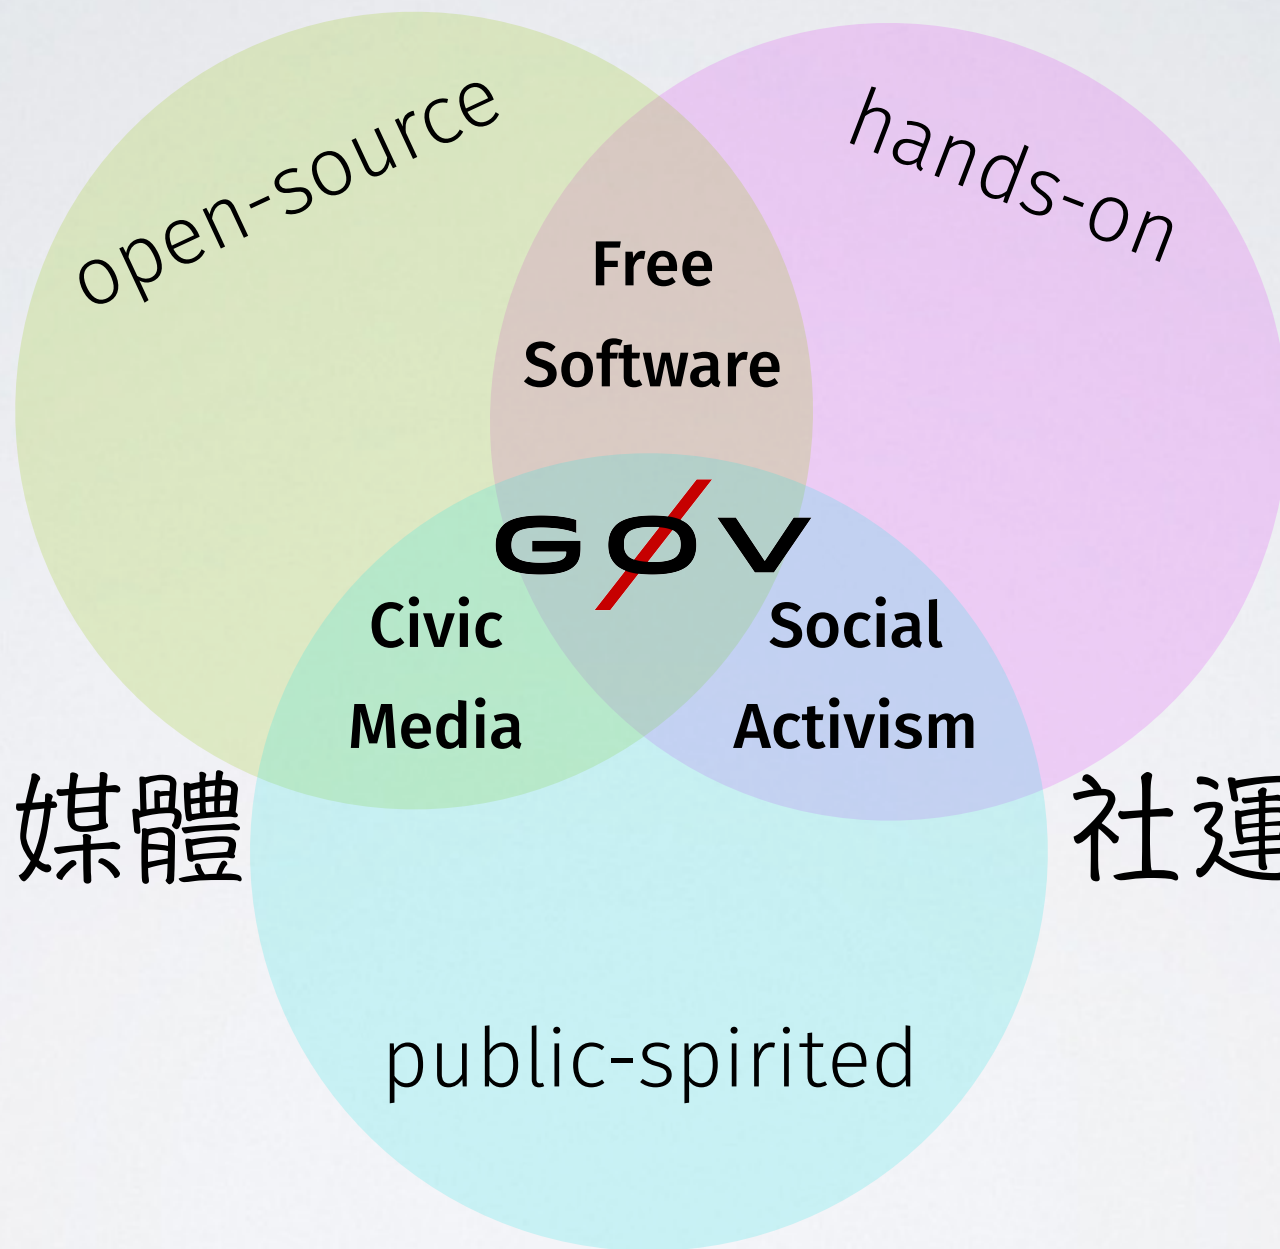 open-source
hands-on
Free
Software
GØV
Civic
Media
Social
Activism
媒體
社運
public-spirited